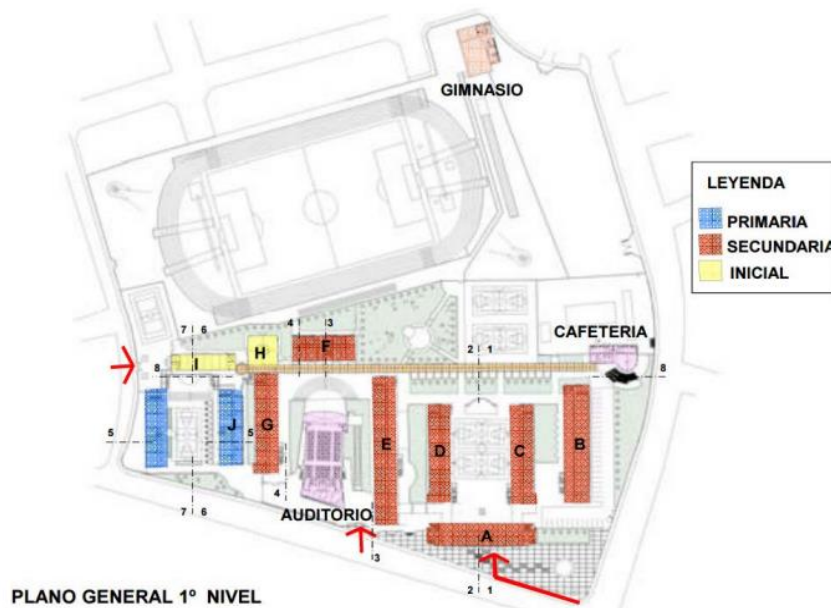 GIMNASIO
LEYENDA
PRIMARIA
SECUNDARIA
INICIAL
CAFETERIA
7 6
4 3
2 1
F
H
I
8
8
5
J
5
G
E
D
C
B
4
AUDITORIO
A
7 6
3
2 1
PLANO GENERAL 1º NIVEL